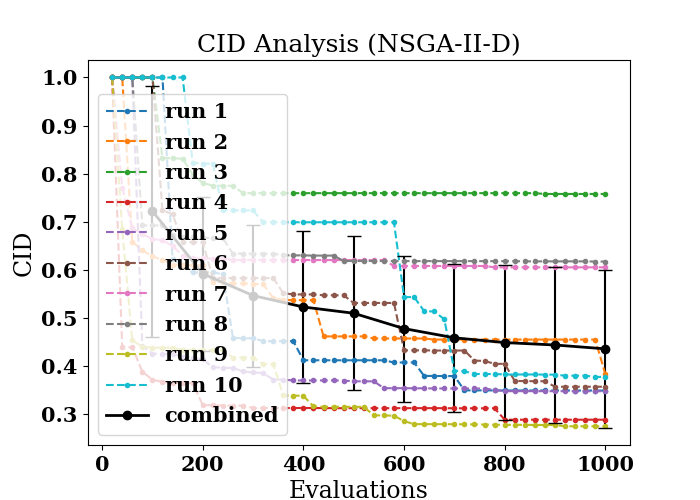 CID Analysis (NSGA-II-D)
CID
1.0
0.9
0.8
0.7
0.6
0.5
0.4
0.3
run 1
run 2
run 3
run 4
run 5
run 6
run 7
run 8
run 9
run 10
combined
0 200 400 600 800 1000
Evaluations